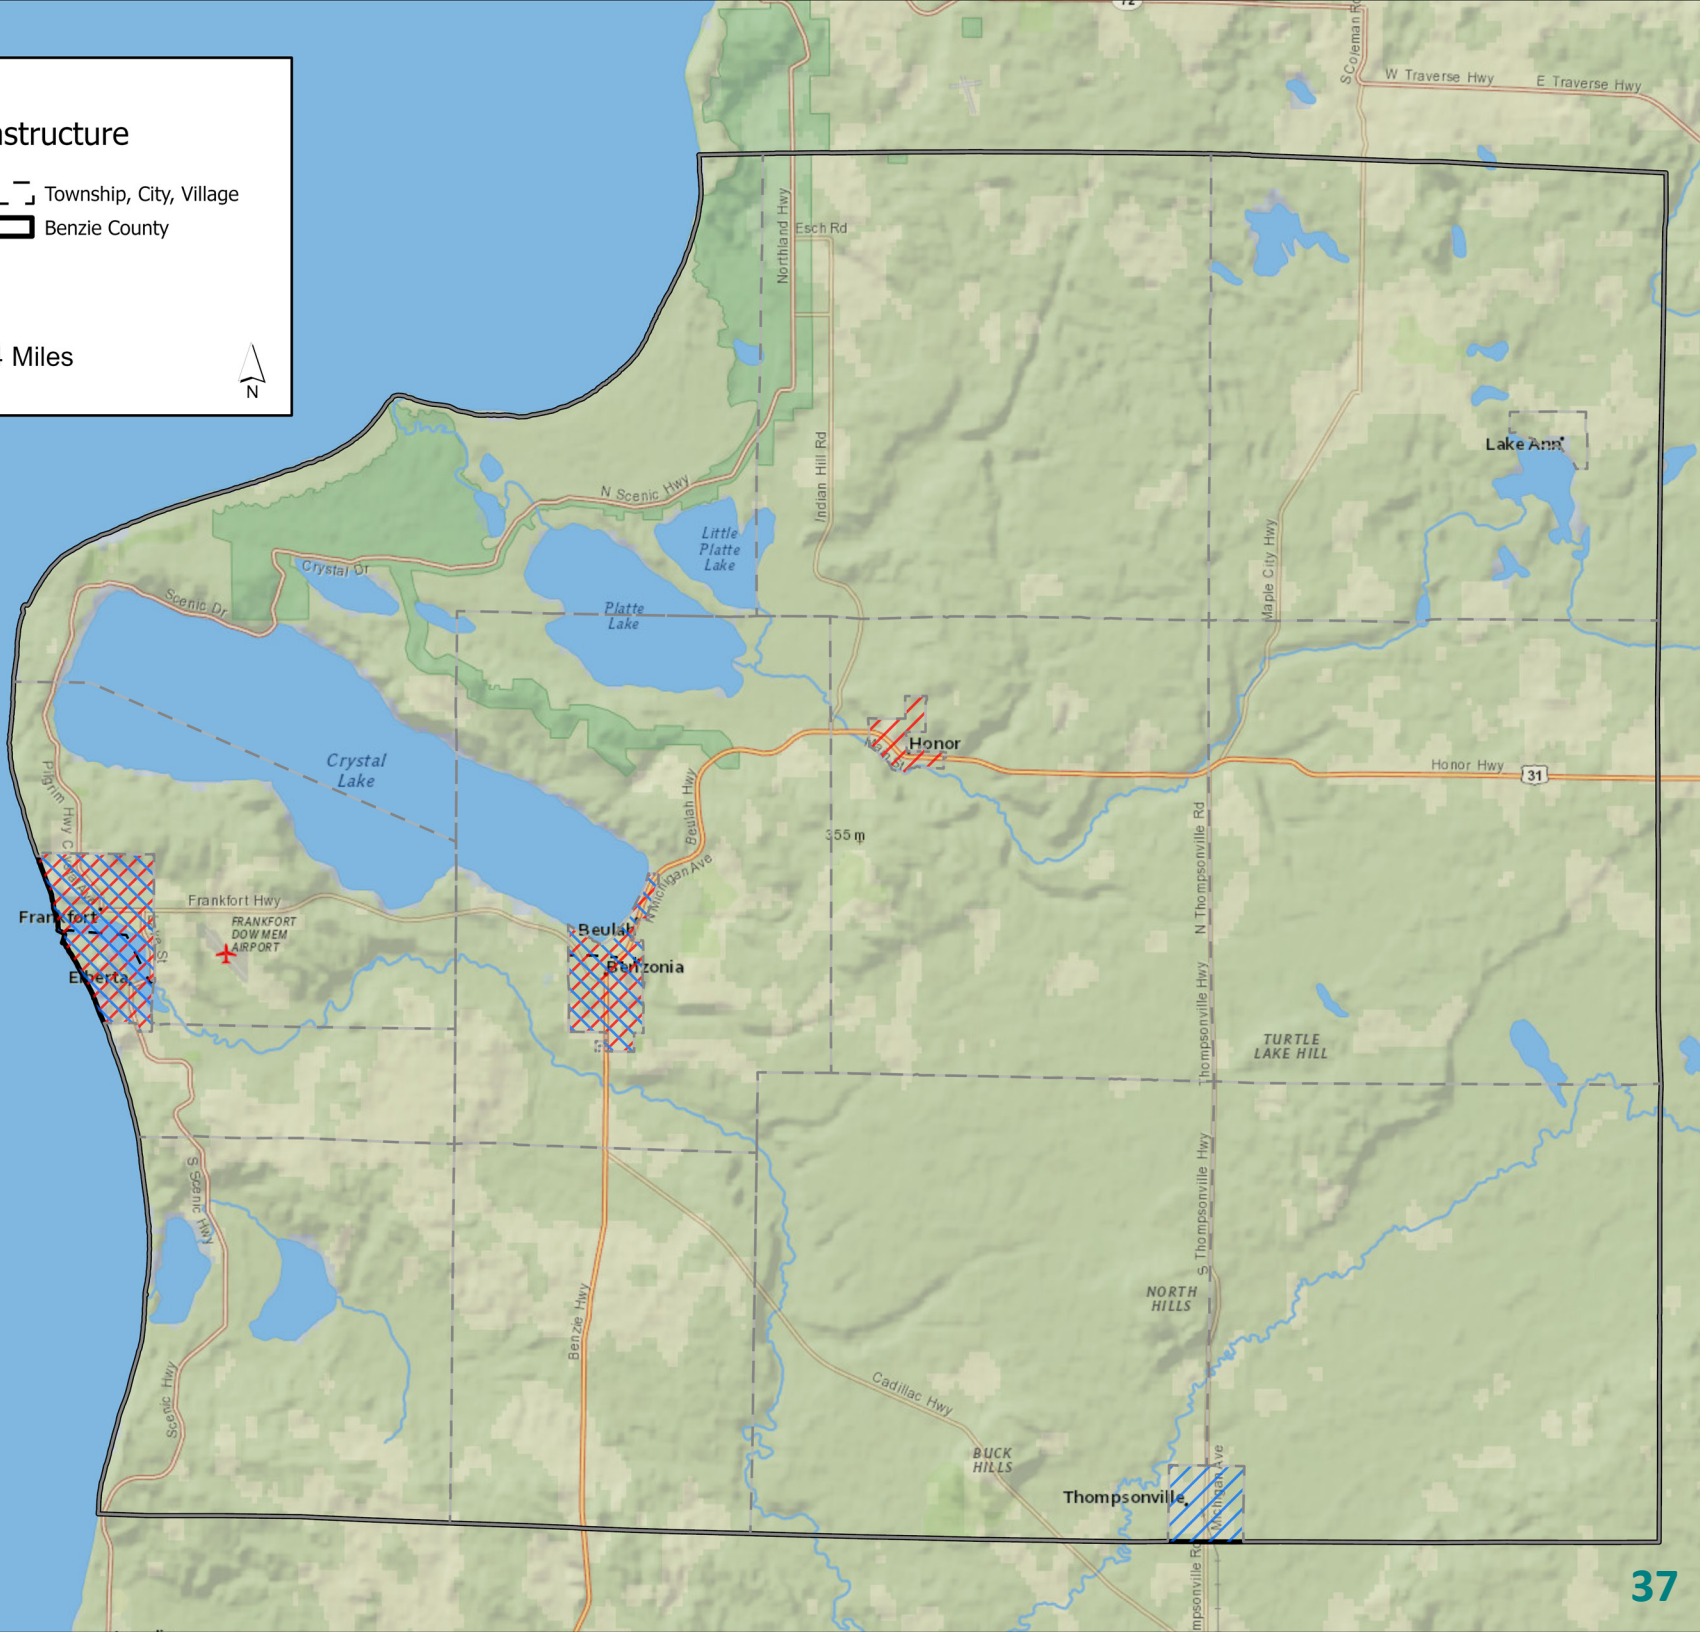 72
S Coleman Rd
W Traverse Hwy
E Traverse Hwy
Township, City, Village
Benzie County
Miles
N
Northland Hwy
Esch Rd
Indian Hill Rd
N Scenic Hwy
Lake Ann
Little
Platte
Lake
Crystal Dr
Scenic Dr
Platte
Lake
Maple City Hwy
Crystal
Lake
Honor
Main St
Honor Hwy
31
Pilgrim Hwy
Beulah Hwy
355 m
N Michigan Ave
N Thompsonville Rd
Frankfort Hwy
Frankfort
FRANKFORT
DOW MEM
AIRPORT
Beulah
Benzonia
Elberta
Thompsonville Hwy
TURTLE
LAKE HILL
S Scenic Hwy
S Thompsonville Hwy
NORTH
HILLS
Benzie Hwy
Scenic Hwy
Cadillac Hwy
BUCK
HILLS
Thompsonville
Michigan Ave
37